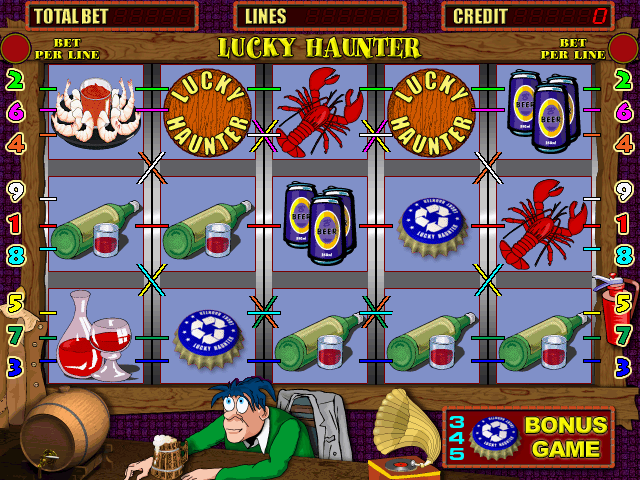 TOTAL BET LINES CREDIT 0
BET PER LINE LUCKY HAUNTER BET PER LINE
2 LUCKY HAUNTER LUCKY HAUNTER BEER BEER 2
6 6
4 4
9 9
1 BEER BEER LUCKY HAUNTER 1
8 8
5 5
7 LUCKY HAUNTER 7
3 3
3 4 5 LUCKY HAUNTER BONUS GAME